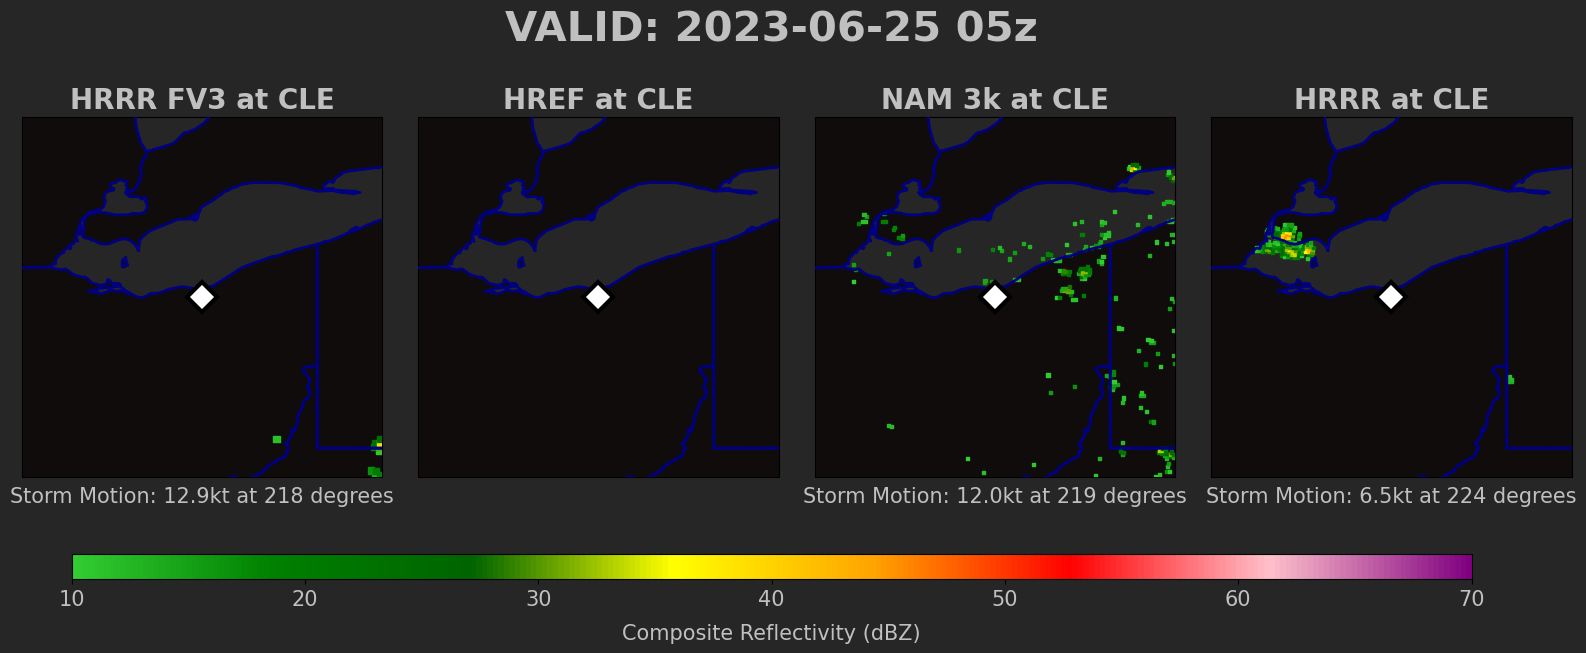 VALID: 2023-06-25 05z
HRRR FV3 at CLE
HREF at CLE
NAM 3k at CLE
HRRR at CLE
Storm Motion: 12.9kt at 218 degrees
Storm Motion: 12.0kt at 219 degrees
Storm Motion: 6.5kt at 224 degrees
10 20 30 40 50 60 70
Composite Reflectivity (dBZ)